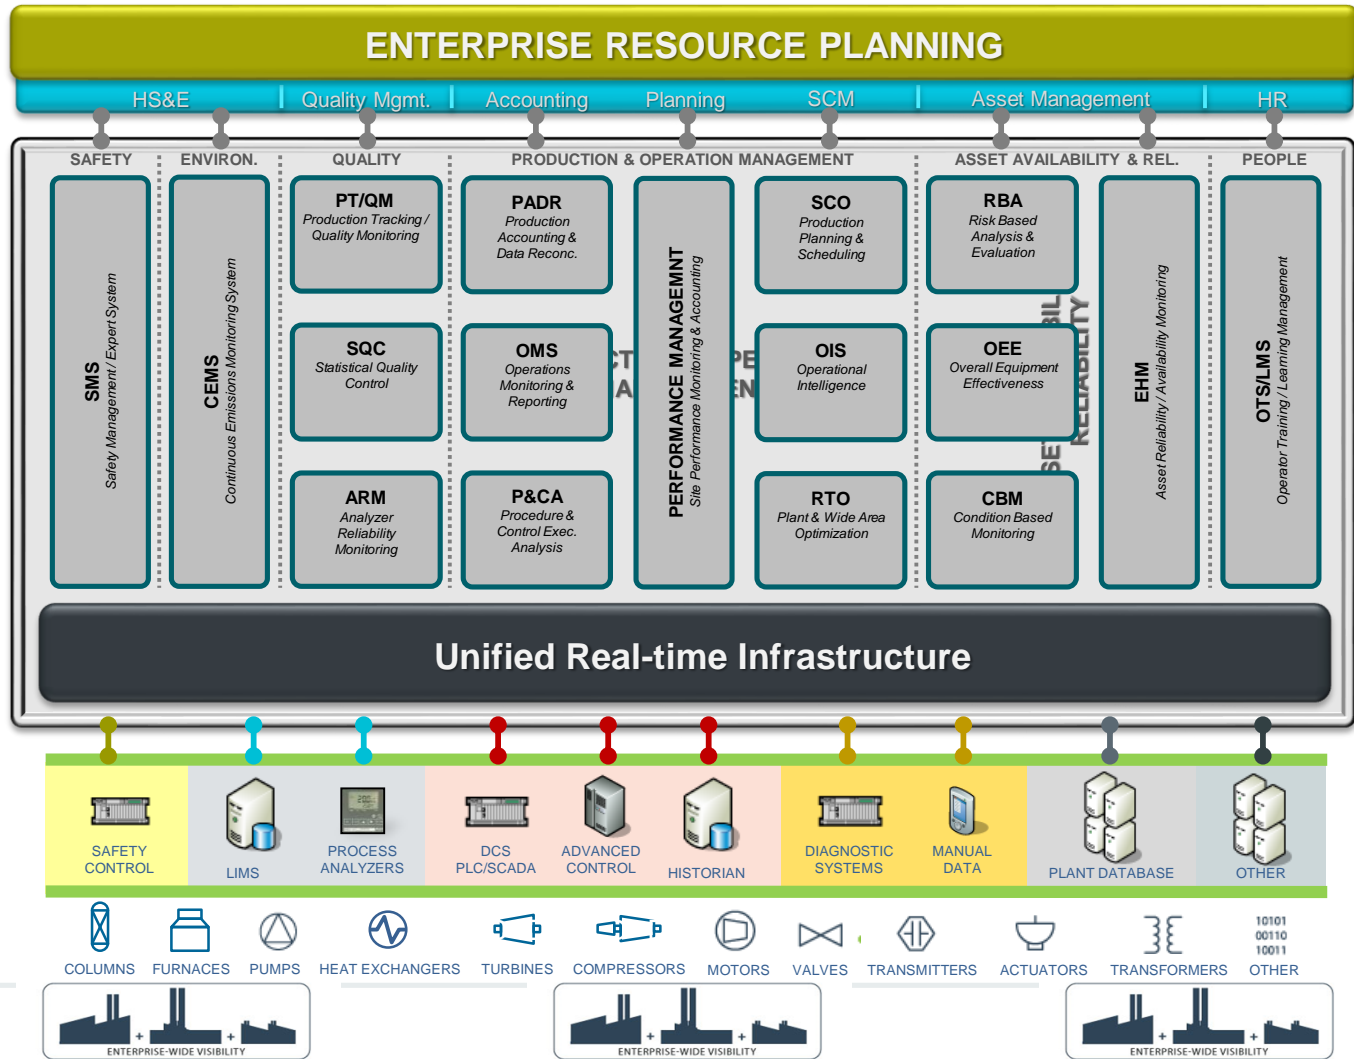 ENTERPRISE RESOURCE PLANNING
HS&E
Quality Mgmt.
Accounting
Planning
SCM
Asset Management
HR
SAFETY
ENVIRON.
QUALITY
PRODUCTION & OPERATION MANAGEMENT
ASSET AVAILABILITY & REL.
PEOPLE
SMS
Safety Management / Expert System
CEMS
Continuous Emissions Monitoring System
PT/QM
Production Tracking /
Quality Monitoring
SQC
Statistical Quality
Control
ARM
Analyzer
Reliability
Monitoring
PADR
Production
Accounting &
Data Reconc.
OMS
Operations
Monitoring &
Reporting
P&CA
Procedure &
Control Exec.
Analysis
PERFORMANCE MANAGEMNT
Site Performance Monitoring & Accounting
SCO
Production
Planning &
Scheduling
OIS
Operational
Intelligence
RTO
Plant & Wide Area
Optimization
RBA
Risk Based
Analysis &
Evaluation
OEE
Overall Equipment
Effectiveness
CBM
Condition Based
Monitoring
RELIABILITY
EHM
Asset Reliability / Availability Monitoring
OTS/LMS
Operator Training / Learning Management
Unified Real-time Infrastructure
SAFETY
CONTROL
LIMS
PROCESS
ANALYZERS
DCS
PLC/SCADA
ADVANCED
CONTROL
HISTORIAN
DIAGNOSTIC
SYSTEMS
MANUAL
DATA
PLANT DATABASE
OTHER
10101
00110
10011
COLUMNS
FURNACES
PUMPS
HEAT EXCHANGERS
TURBINES
COMPRESSORS
MOTORS
VALVES
TRANSMITTERS
ACTUATORS
TRANSFORMERS
OTHER
+ +
ENTERPRISE-WIDE VISIBILITY
+ +
ENTERPRISE-WIDE VISIBILITY
+ +
ENTERPRISE-WIDE VISIBILITY